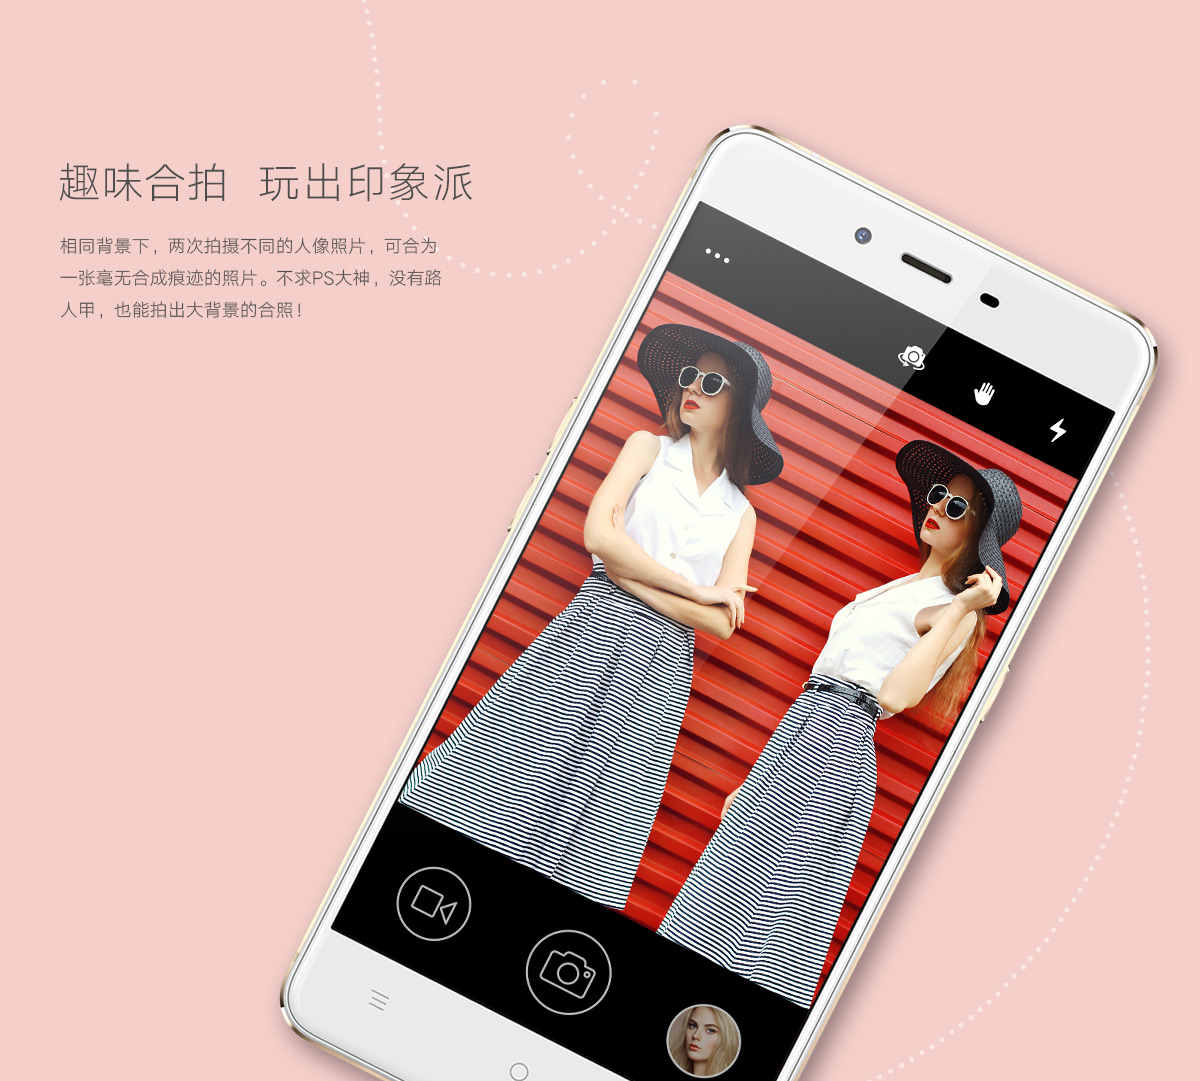 趣味合拍 玩出印象派
相同背景下，两次拍摄不同的人像照片，可合为
一张毫无合成痕迹的照片。不求PS大神，没有路
人甲，也能拍出大背景的合照！